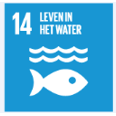 14 LEVEN IN
HET WATER